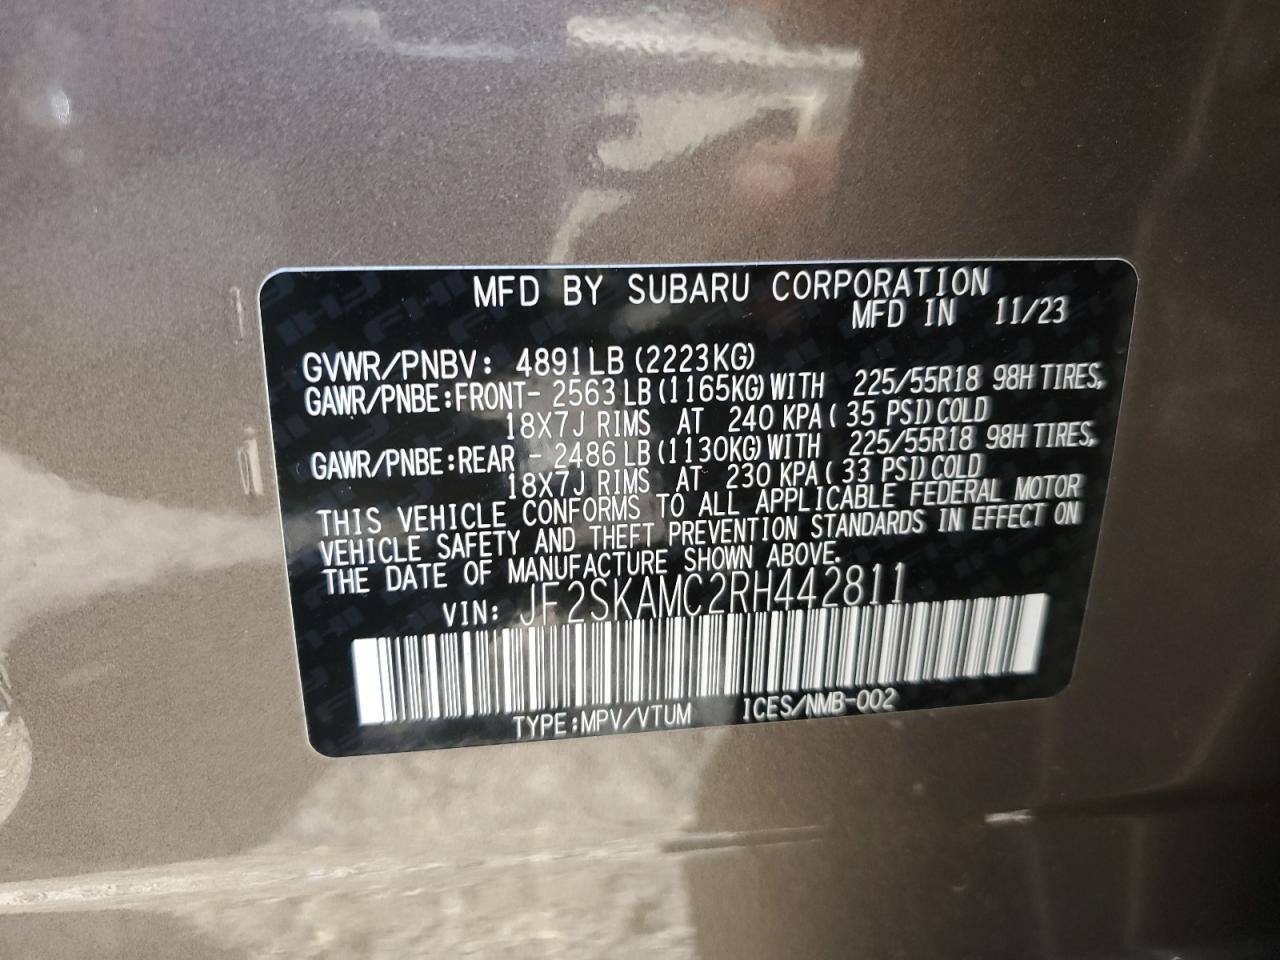 MFD BY SUBARU CORPORATION
MFD IN 11/23
GVWR/PNBV: 4891LB (2223KG)
GAWR/PNBE:FRONT- 2563LB (1165KG) WITH 225/55R18 98H TIRES,
18X7J RIMS AT 240 KPA ( 35 PSI) COLD
GAWR/PNBE:REAR - 2486LB (1130KG) WITH 225/55R18 98H TIRES,
18X7J RIMS AT 230 KPA ( 33 PSI) COLD
THIS VEHICLE CONFORMS TO ALL APPLICABLE FEDERAL MOTOR
VEHICLE SAFETY AND THEFT PREVENTION STANDARDS IN EFFECT ON
THE DATE OF MANUFACTURE SHOWN ABOVE.
VIN: JF2SKAMC2RH442811
TYPE:MPV/VTUM ICES/NMB-002